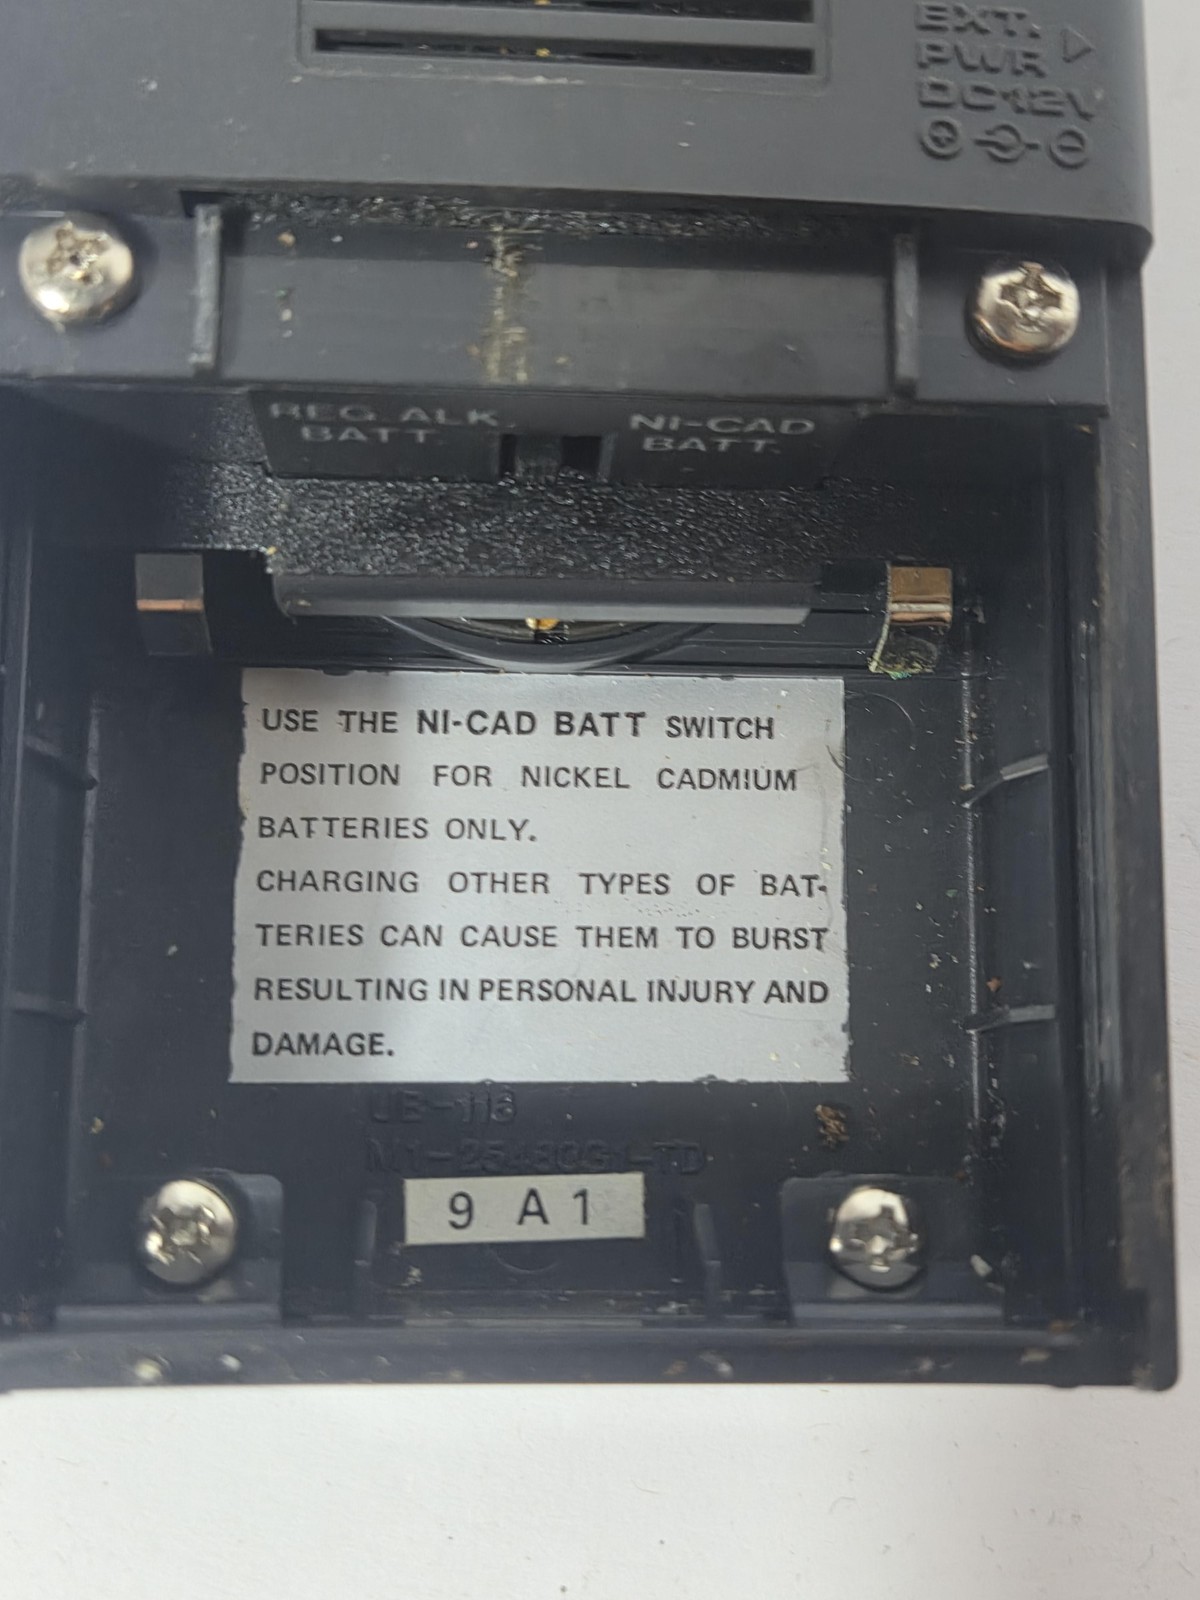 EXT.
PWR
DC12V
REG. ALK. NI-CAD
BATT. BATT.
USE THE NI-CAD BATT SWITCH
POSITION FOR NICKEL CADMIUM
BATTERIES ONLY.
CHARGING OTHER TYPES OF BAT-
TERIES CAN CAUSE THEM TO BURST
RESULTING IN PERSONAL INJURY AND
DAMAGE.
9 A 1